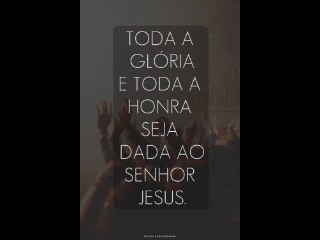 TODA A
GLÓRIA
E TODA A
HONRA
SEJA
DADA AO
SENHOR
JESUS.